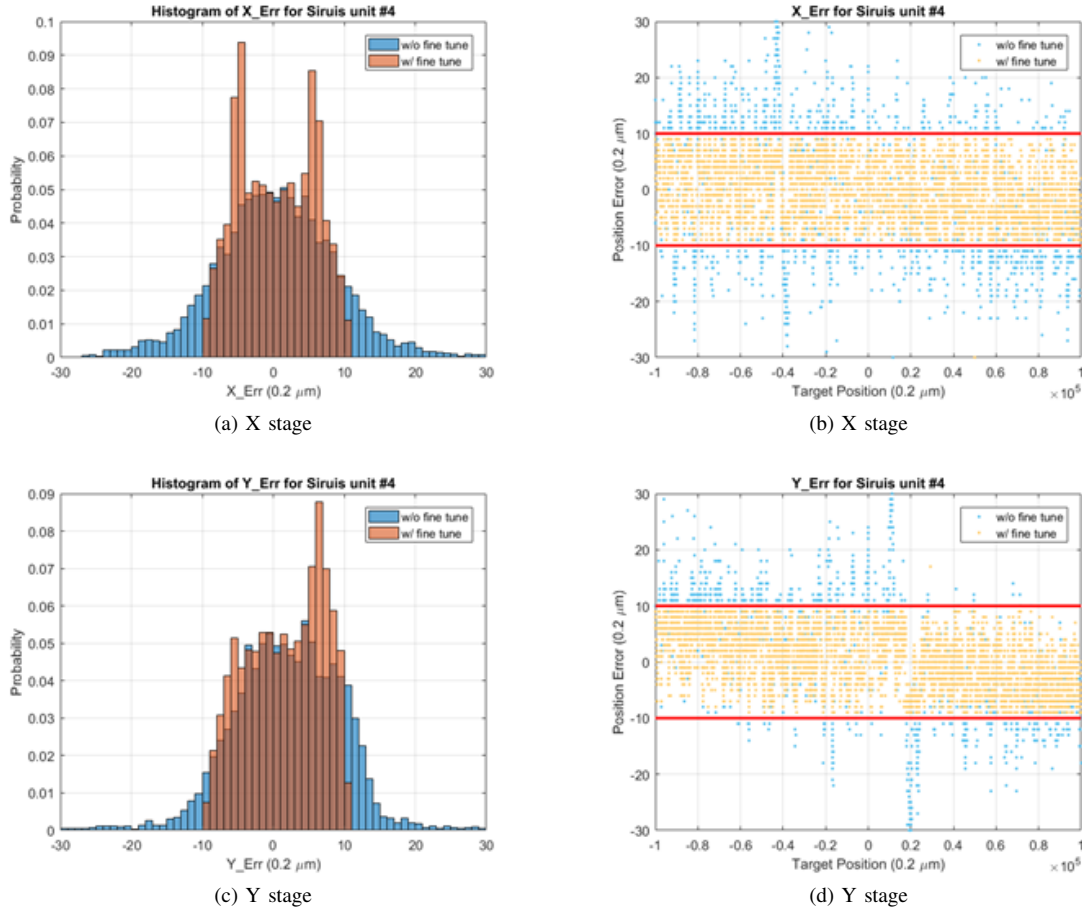 Histogram of X_Err for Siruis unit #4
w/o fine tune
w/ fine tune
0.1
0.09
0.08
0.07
0.06
0.05
0.04
0.03
0.02
0.01
0
Probability
-30 -20 -10 0 10 20 30
X_Err (0.2 μm)
(a) X stage
X_Err for Siruis unit #4
w/o fine tune
w/ fine tune
30
20
10
0
-10
-20
-30
Position Error (0.2 μm)
-1 -0.8 -0.6 -0.4 -0.2 0 0.2 0.4 0.6 0.8 1
Target Position (0.2 μm)
×10⁵
(b) X stage
Histogram of Y_Err for Siruis unit #4
w/o fine tune
w/ fine tune
0.09
0.08
0.07
0.06
0.05
0.04
0.03
0.02
0.01
0
Probability
-30 -20 -10 0 10 20 30
Y_Err (0.2 μm)
(c) Y stage
Y_Err for Siruis unit #4
w/o fine tune
w/ fine tune
30
20
10
0
-10
-20
-30
Position Error (0.2 μm)
-1 -0.8 -0.6 -0.4 -0.2 0 0.2 0.4 0.6 0.8 1
Target Position (0.2 μm)
×10⁵
(d) Y stage